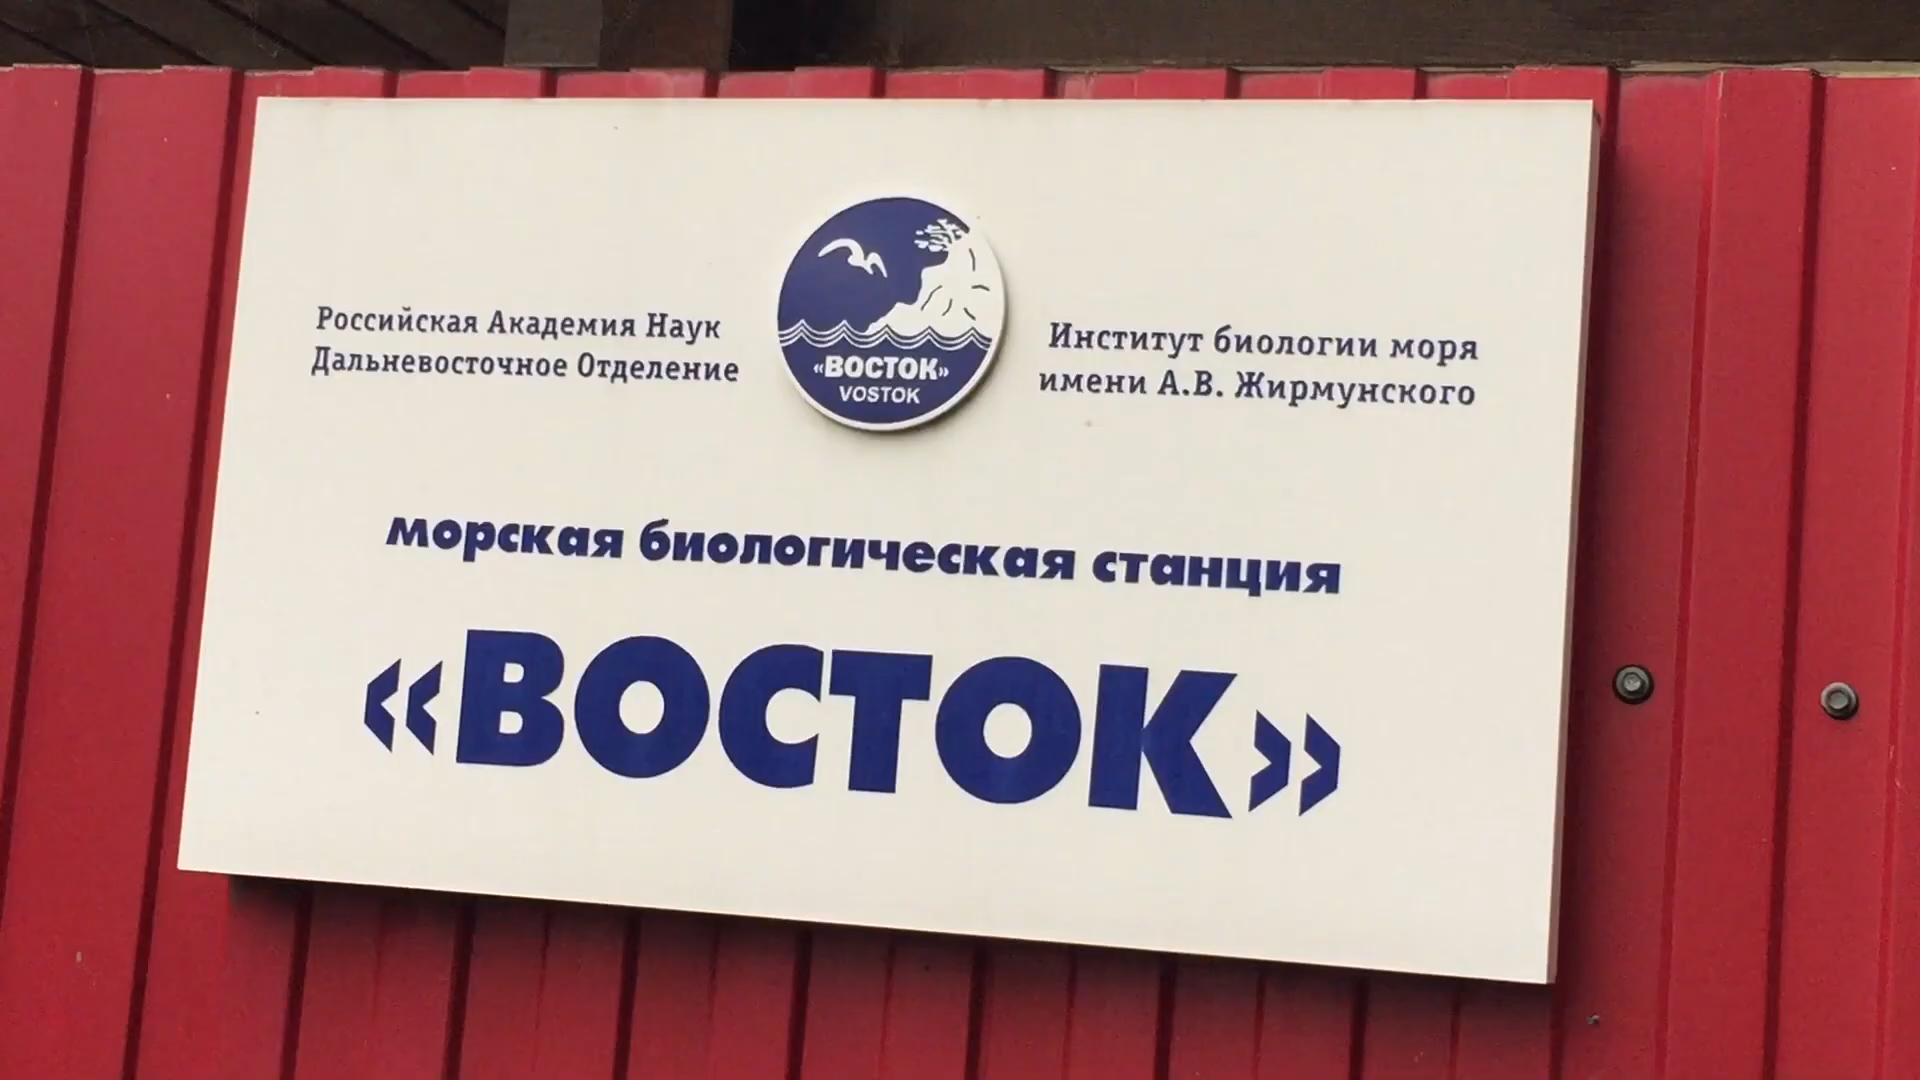 Российская Академия Наук
Дальневосточное Отделение
«ВОСТОК»
VOSTOK
Институт биологии моря
имени А.В. Жирмунского
морская биологическая станция
«ВОСТОК»